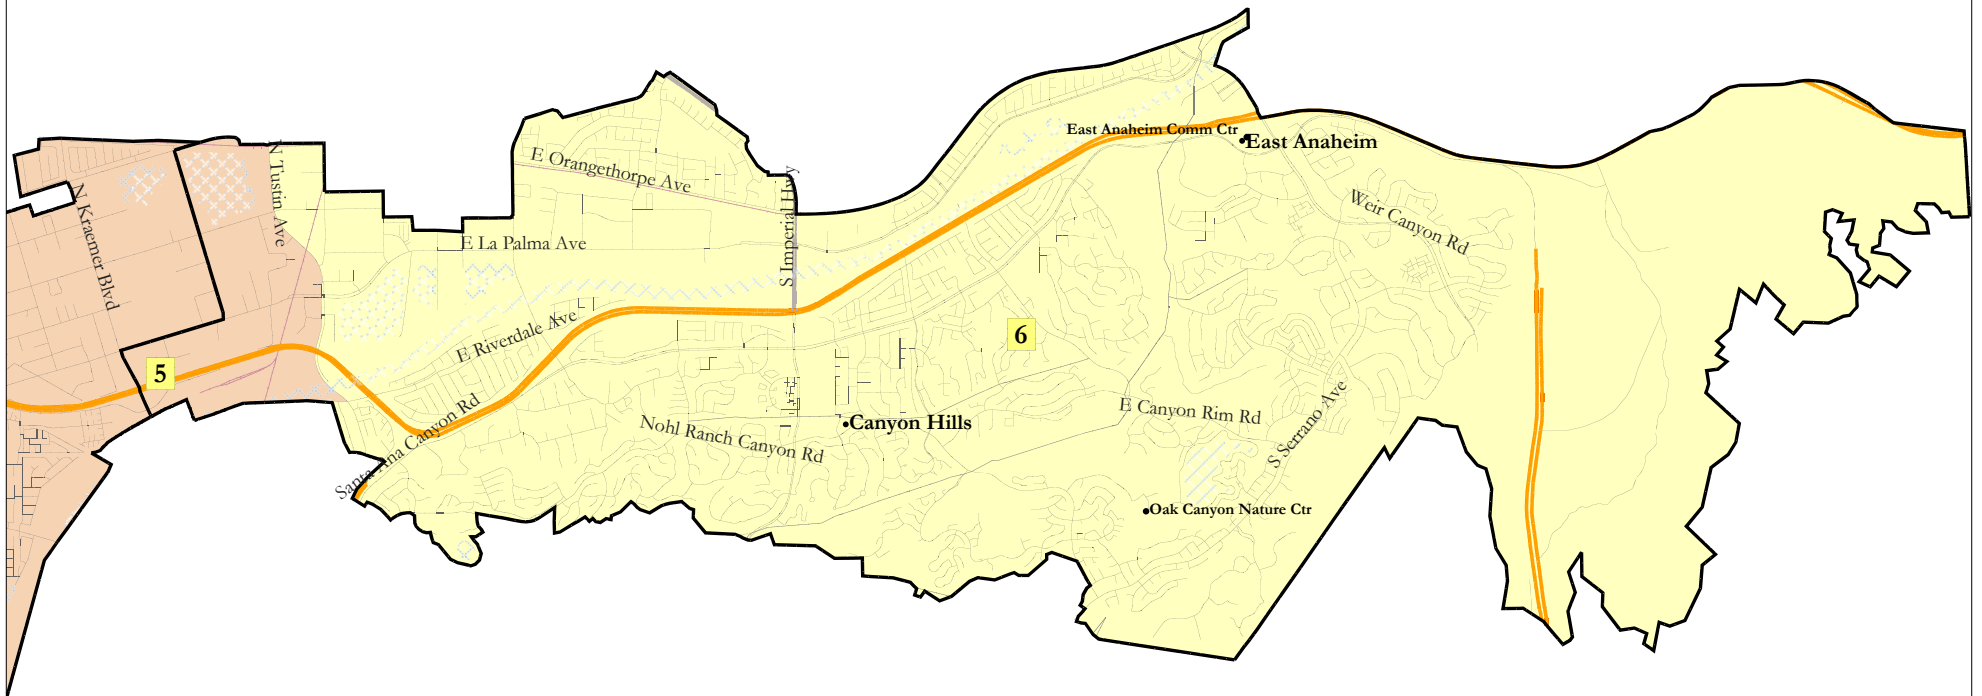 East Anaheim Comm Ctr
East Anaheim
E Orangethorpe Ave
N Tustin Ave
N Kraemer Blvd
S Imperial Hwy
Weir Canyon Rd
E La Palma Ave
E Riverdale Ave
6
5
Santa Ana Canyon Rd
Nohl Ranch Canyon Rd
Canyon Hills
E Canyon Rim Rd
S Serrano Ave
Oak Canyon Nature Ctr